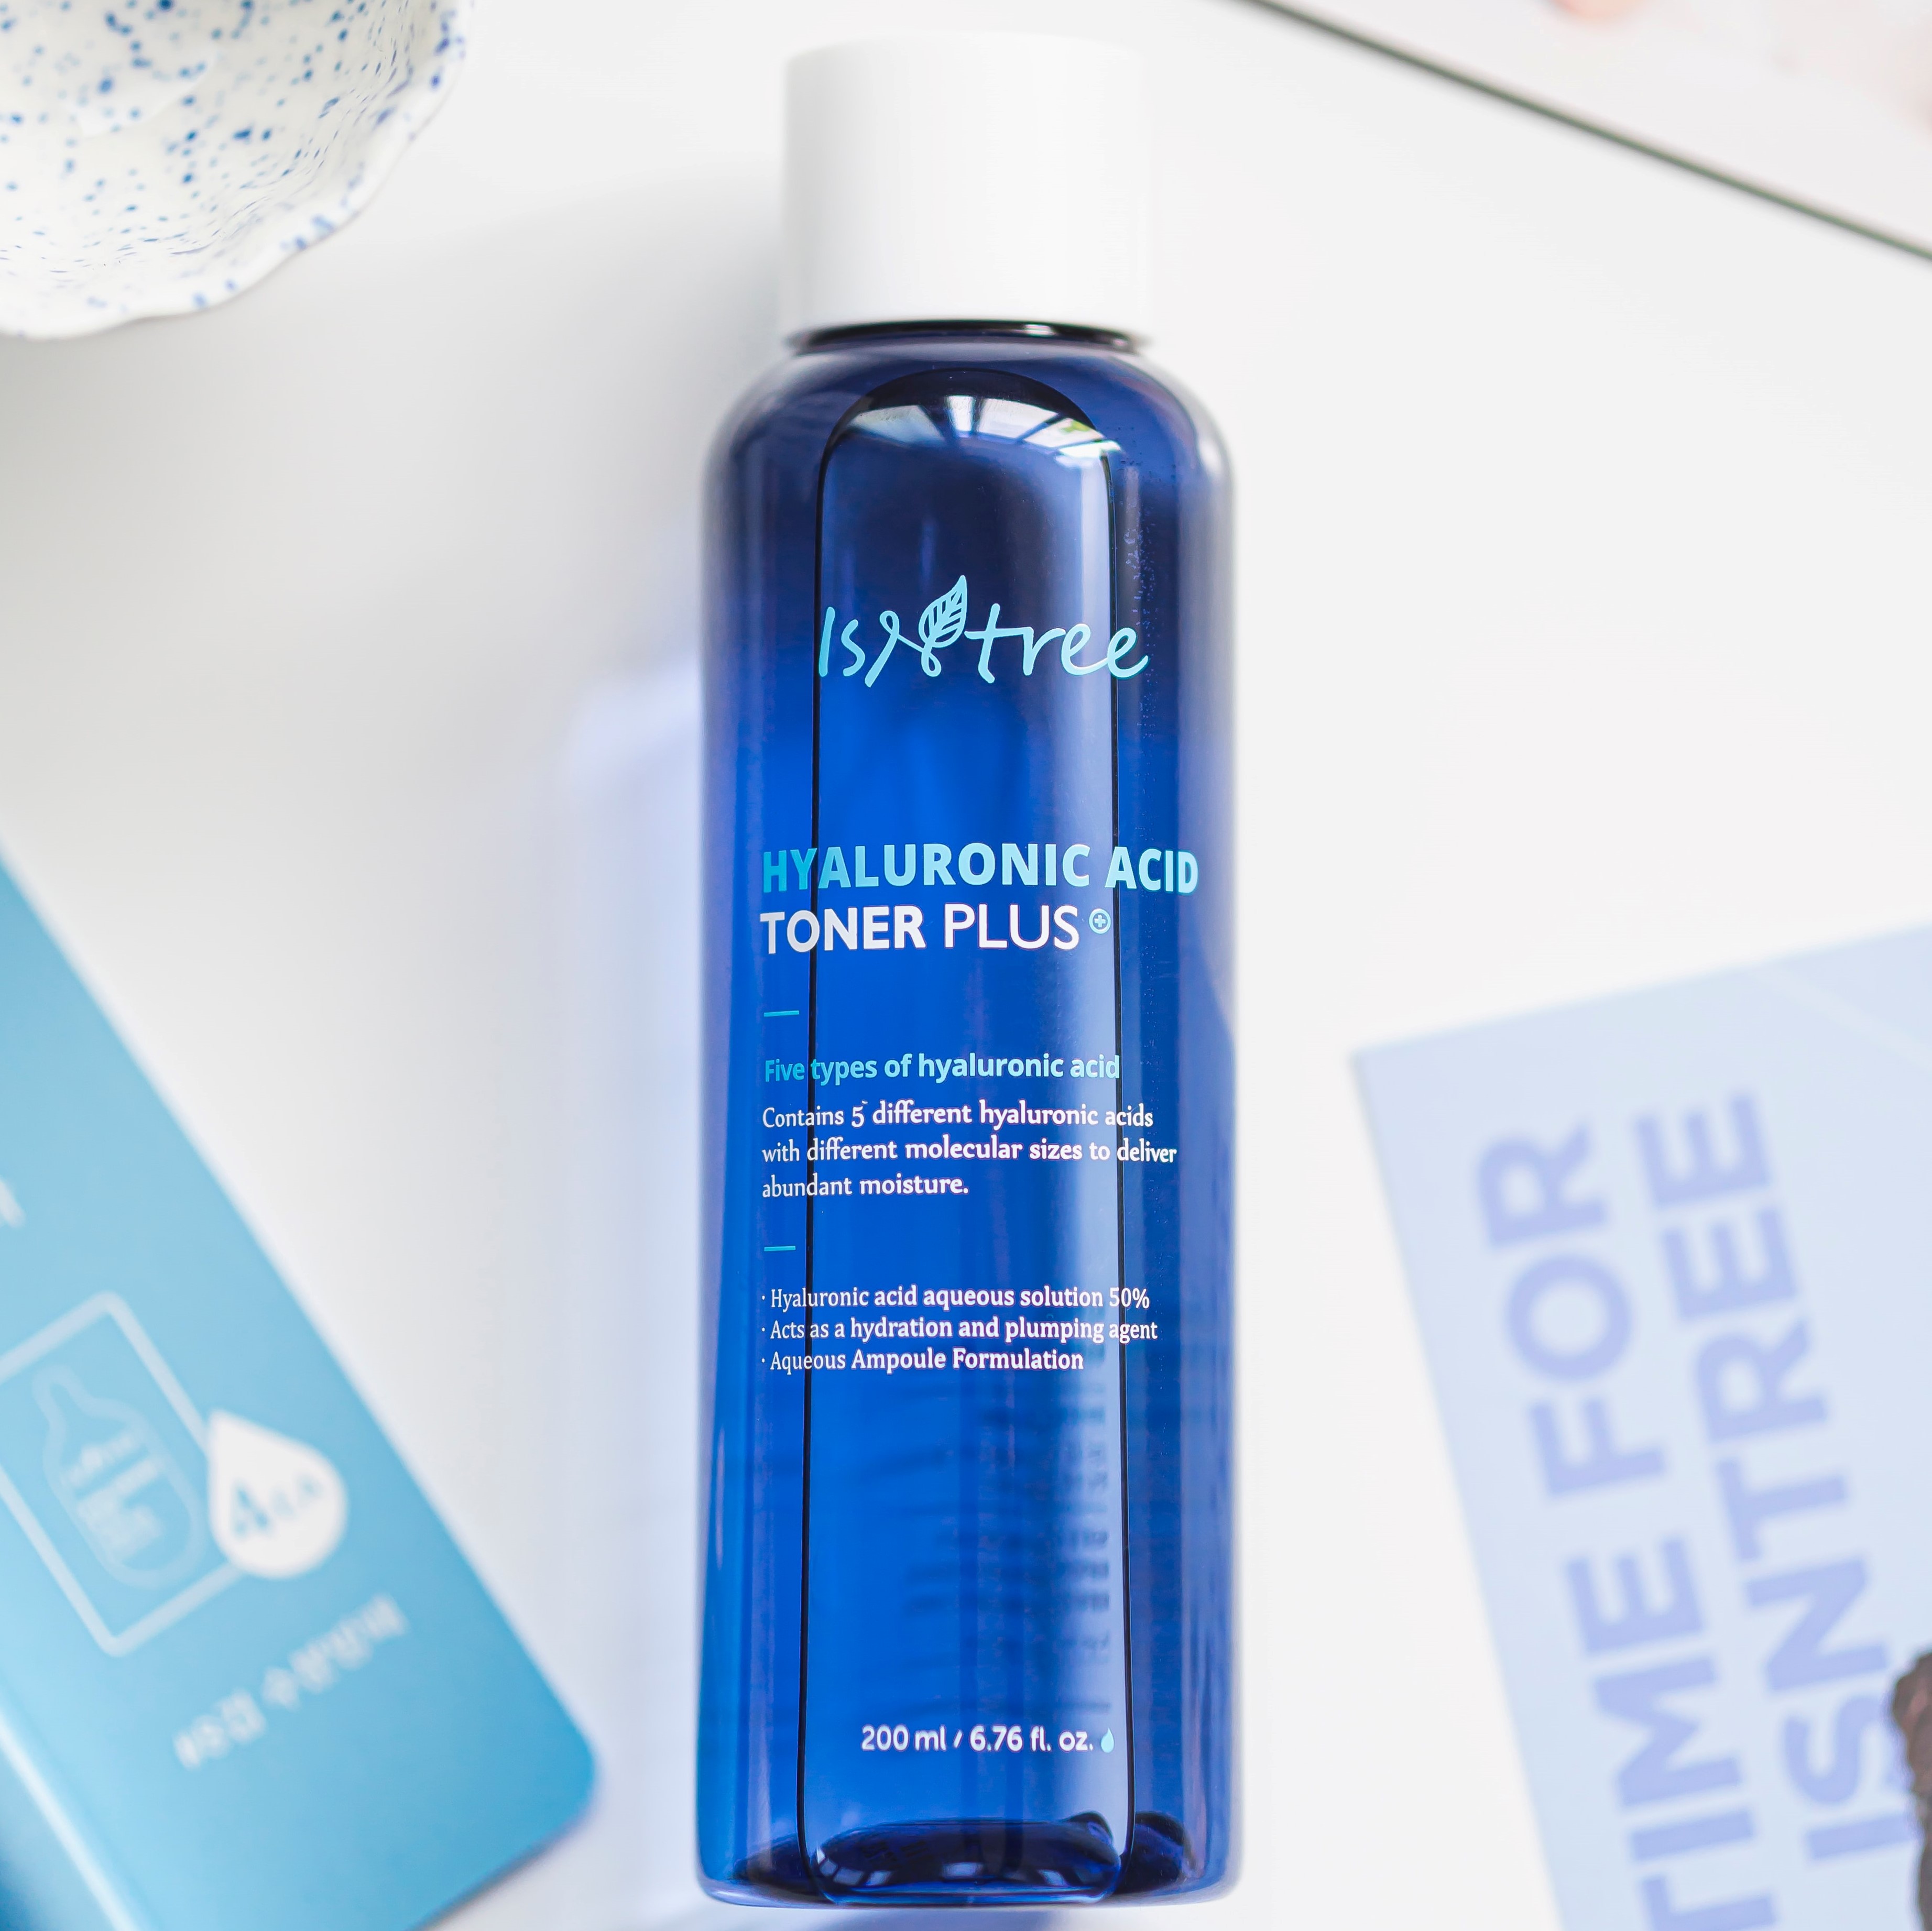 Isntree
HYALURONIC ACID
TONER PLUS
Five types of hyaluronic acid
Contains 5 different hyaluronic acids
with different molecular sizes to deliver
abundant moisture.
· Hyaluronic acid aqueous solution 50%
· Acts as a hydration and plumping agent
· Aqueous Ampoule Formulation
200 ml / 6.76 fl. oz.
TIME FOR
ISNTREE